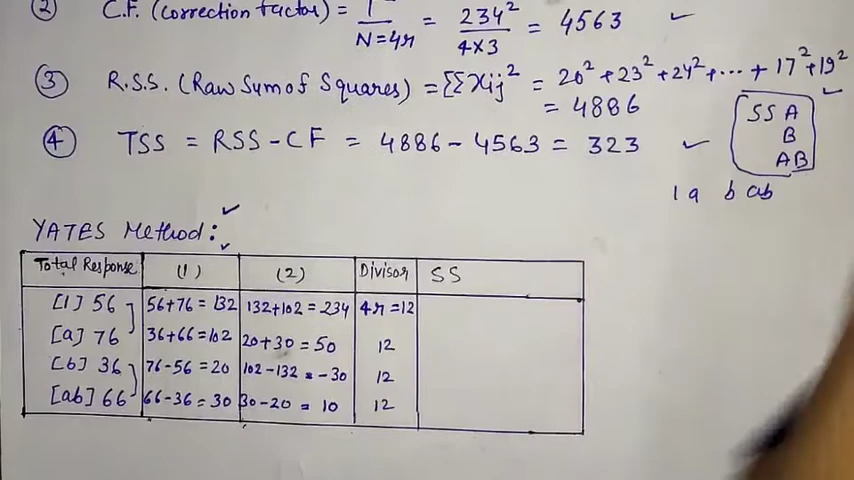 ② C.F. (Correction factor) = / N=4r = 234² / 4×3 = 4563 ✓
③ R.S.S. (Raw Sum of Squares) = ΣΣXij² = 20² + 23² + 24² + ... + 17² + 19²
= 4886
④ TSS = RSS - CF = 4886 - 4563 = 323 ✓
SS A
B
AB
1 a b ab
YATES Method:
Total Response (1) (2) Divisor SS
[1] 56 56+76 = 132 132+102 = 234 4r = 12
[a] 76 36+66 = 102 20+30 = 50 12
[b] 36 76-56 = 20 102-132 = -30 12
[ab] 66 66-36 = 30 30-20 = 10 12